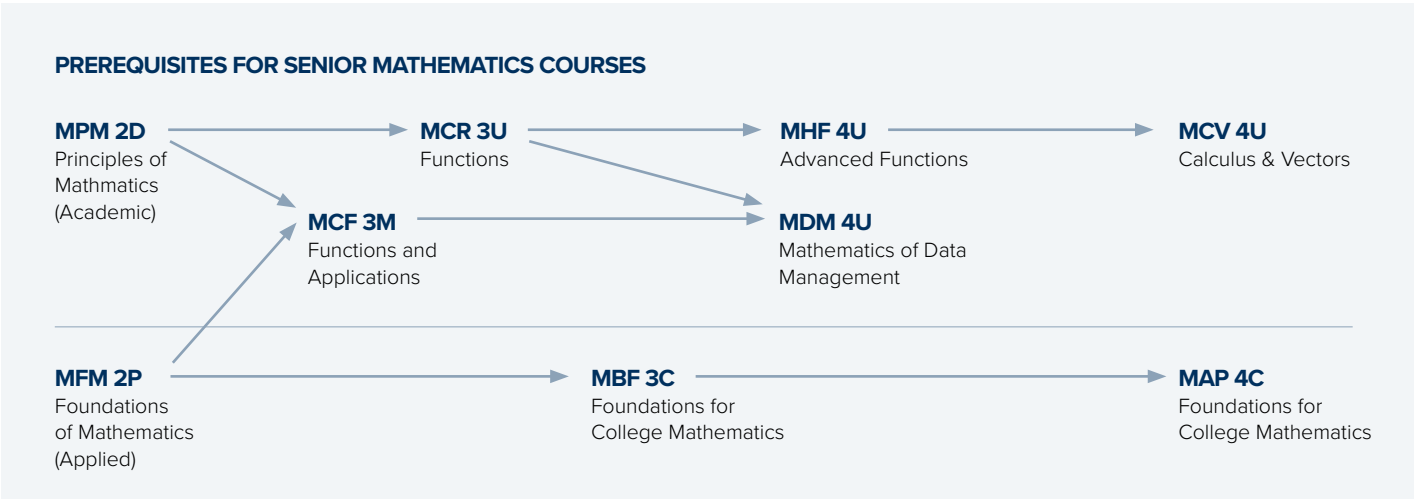 PREREQUISITES FOR SENIOR MATHEMATICS COURSES
MPM 2D
Principles of
Mathmatics
(Academic)
MCR 3U
Functions
MHF 4U
Advanced Functions
MCV 4U
Calculus & Vectors
MCF 3M
Functions and
Applications
MDM 4U
Mathematics of Data
Management
MFM 2P
Foundations
of Mathematics
(Applied)
MBF 3C
Foundations for
College Mathematics
MAP 4C
Foundations for
College Mathematics